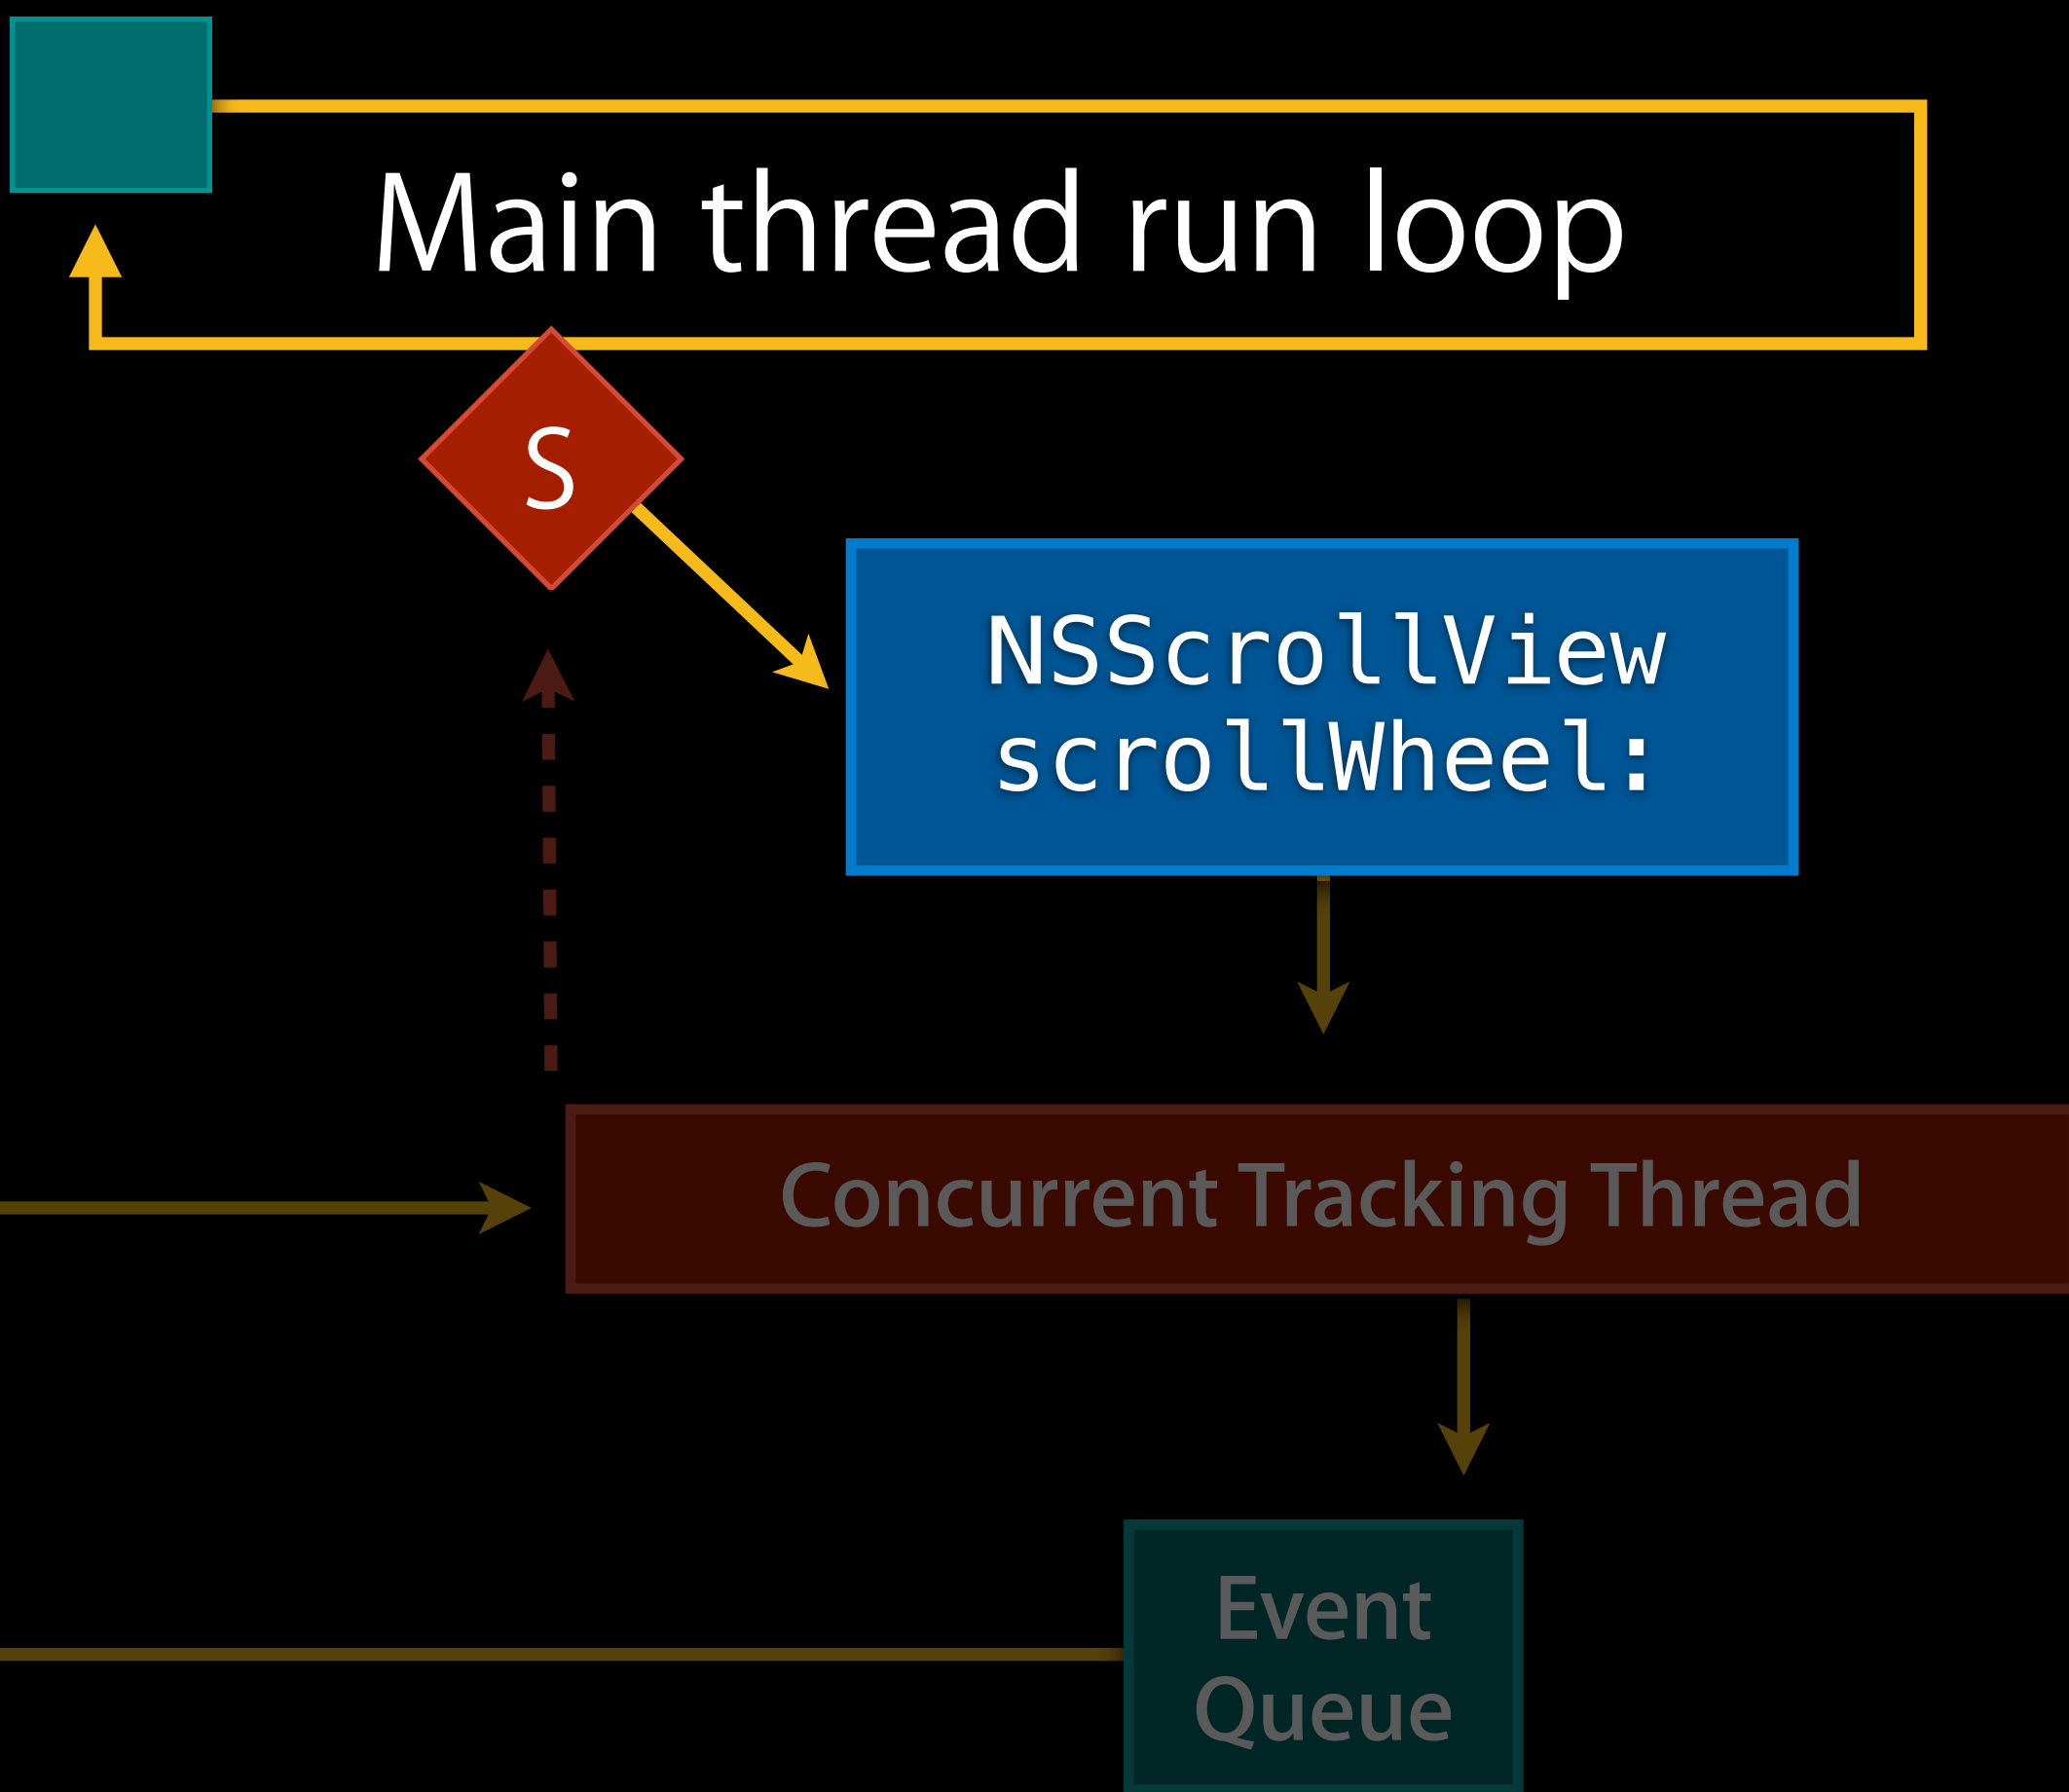 Main thread run loop
S
NSScrollView
scrollWheel:
Concurrent Tracking Thread
Event
Queue